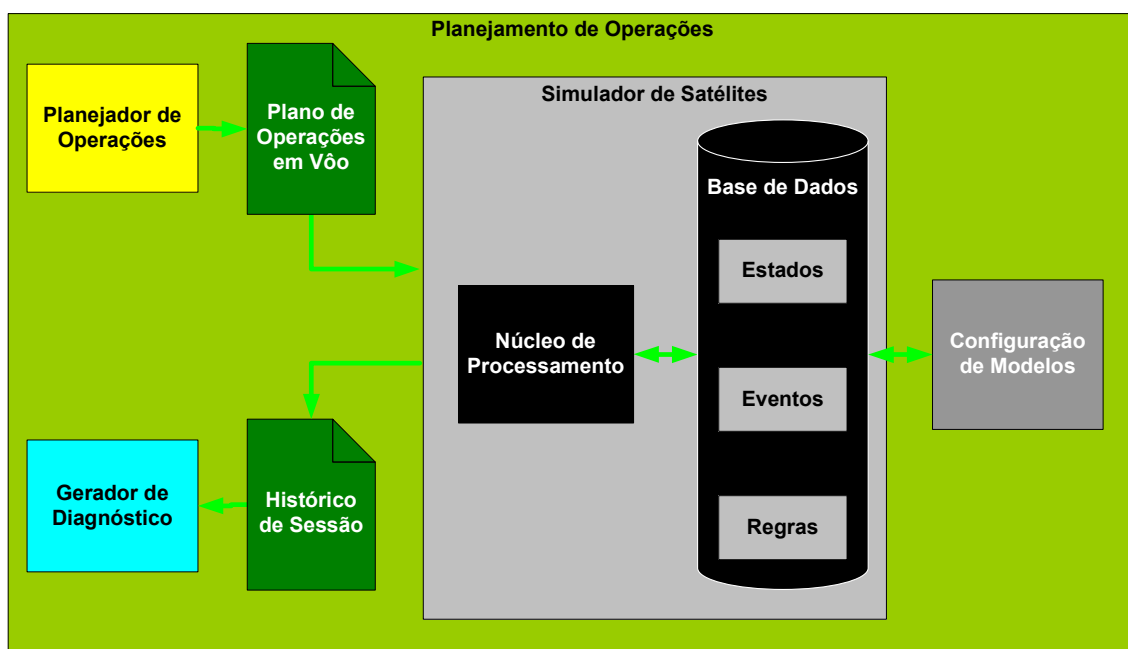 Planejamento de Operações
Planejador de
Operações
Plano de
Operações
em Vôo
Simulador de Satélites
Base de Dados
Estados
Núcleo de
Processamento
Eventos
Configuração
de Modelos
Regras
Gerador de
Diagnóstico
Histórico
de Sessão